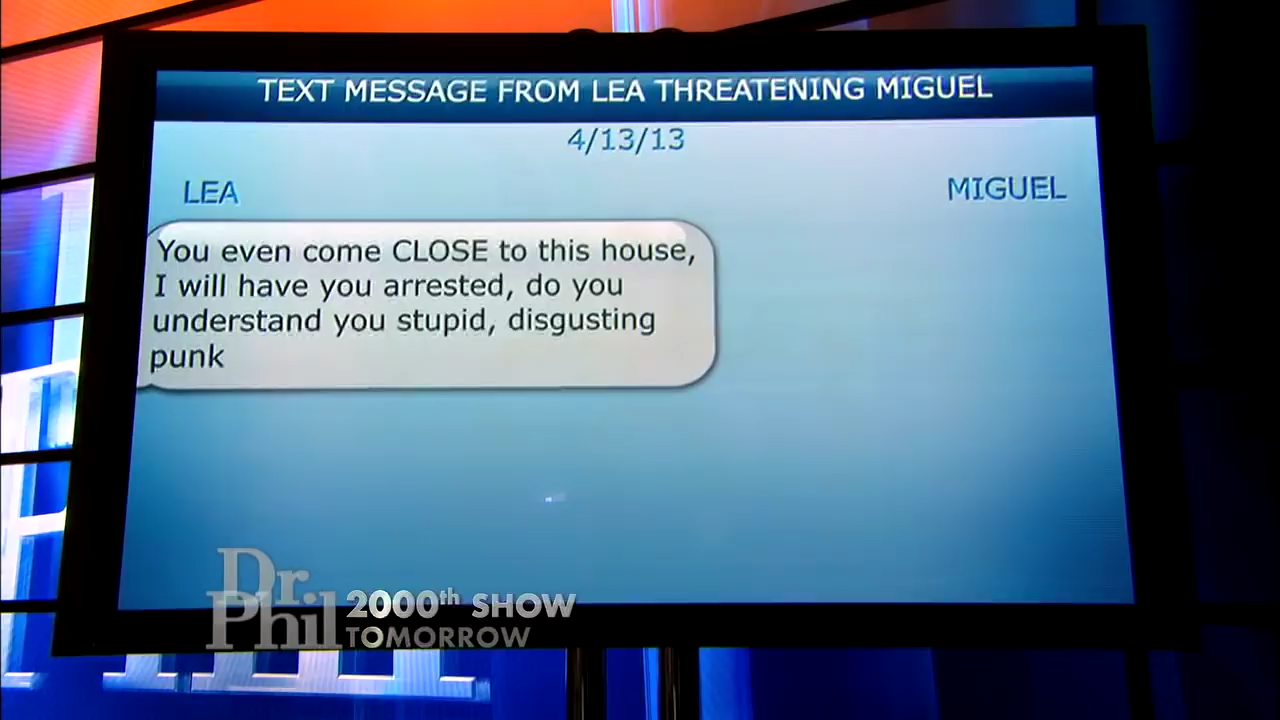 TEXT MESSAGE FROM LEA THREATENING MIGUEL
4/13/13
LEA
MIGUEL
You even come CLOSE to this house,
I will have you arrested, do you
understand you stupid, disgusting
punk
Dr.
Phil
2000th SHOW
TOMORROW